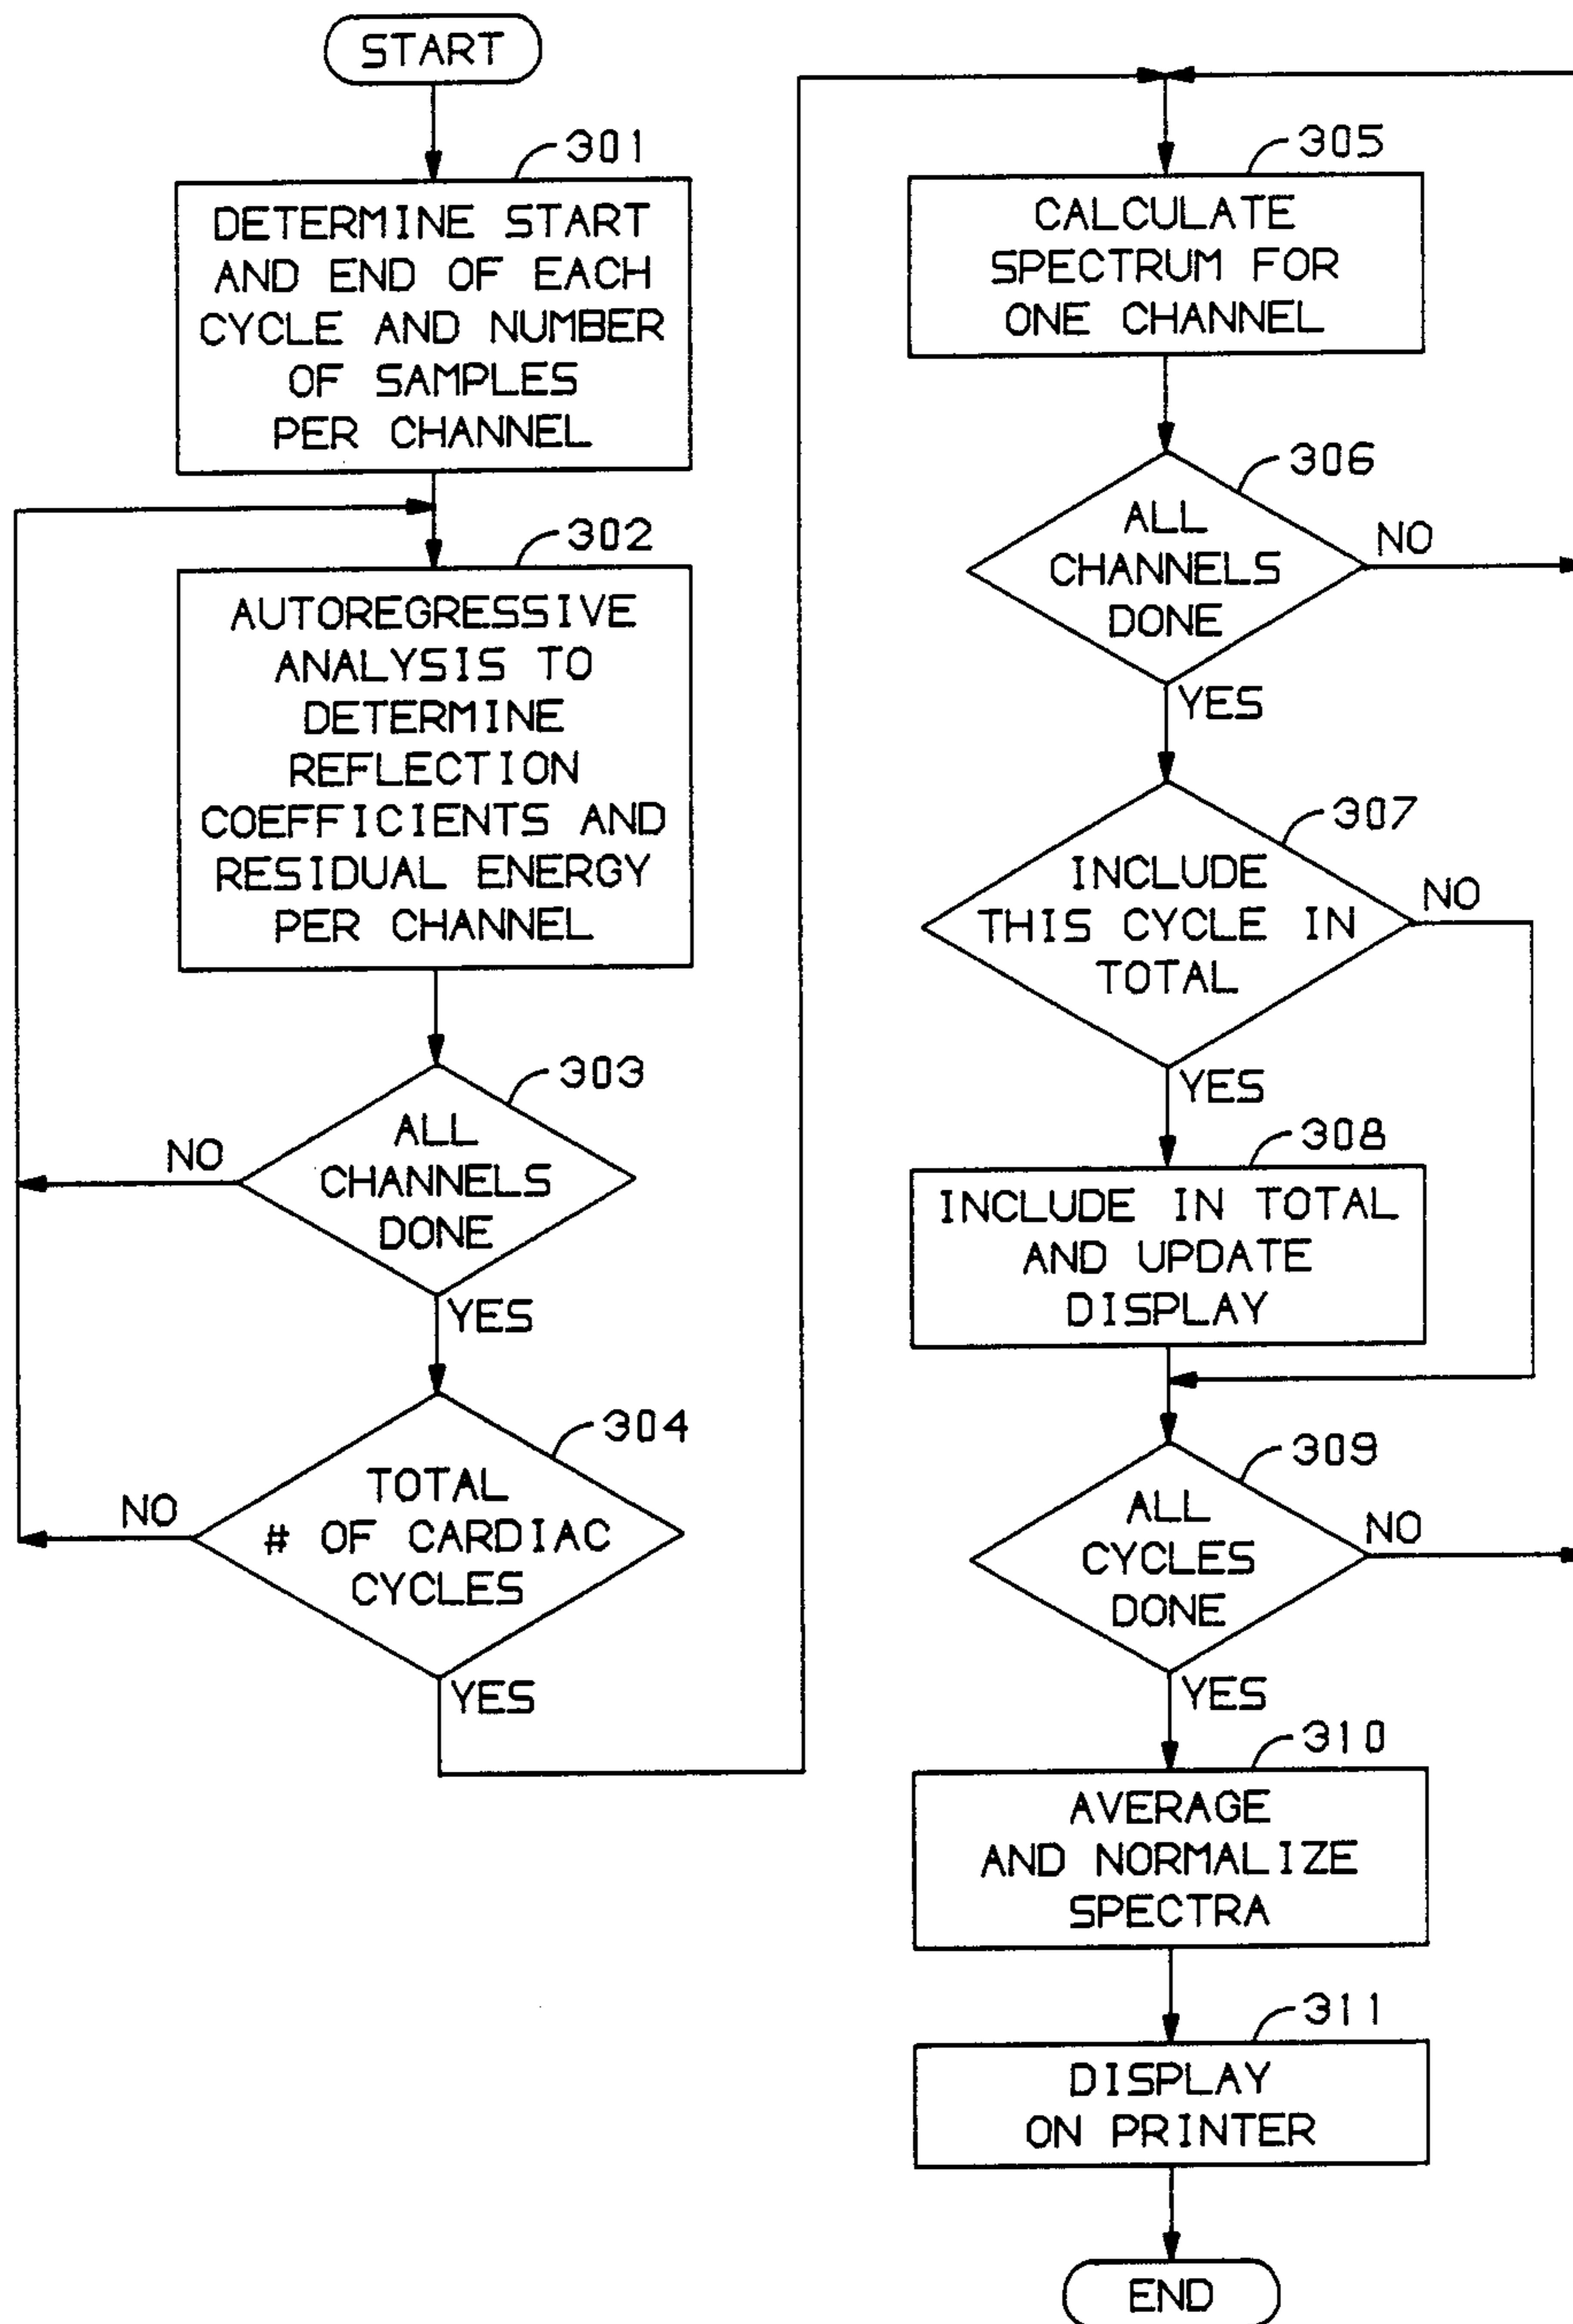 START
301
DETERMINE START
AND END OF EACH
CYCLE AND NUMBER
OF SAMPLES
PER CHANNEL
302
AUTOREGRESSIVE
ANALYSIS TO
DETERMINE
REFLECTION
COEFFICIENTS AND
RESIDUAL ENERGY
PER CHANNEL
303
ALL
CHANNELS
DONE
NO
YES
304
TOTAL
# OF CARDIAC
CYCLES
NO
YES
305
CALCULATE
SPECTRUM FOR
ONE CHANNEL
306
ALL
CHANNELS
DONE
NO
YES
307
INCLUDE
THIS CYCLE IN
TOTAL
NO
YES
308
INCLUDE IN TOTAL
AND UPDATE
DISPLAY
309
ALL
CYCLES
DONE
NO
YES
310
AVERAGE
AND NORMALIZE
SPECTRA
311
DISPLAY
ON PRINTER
END